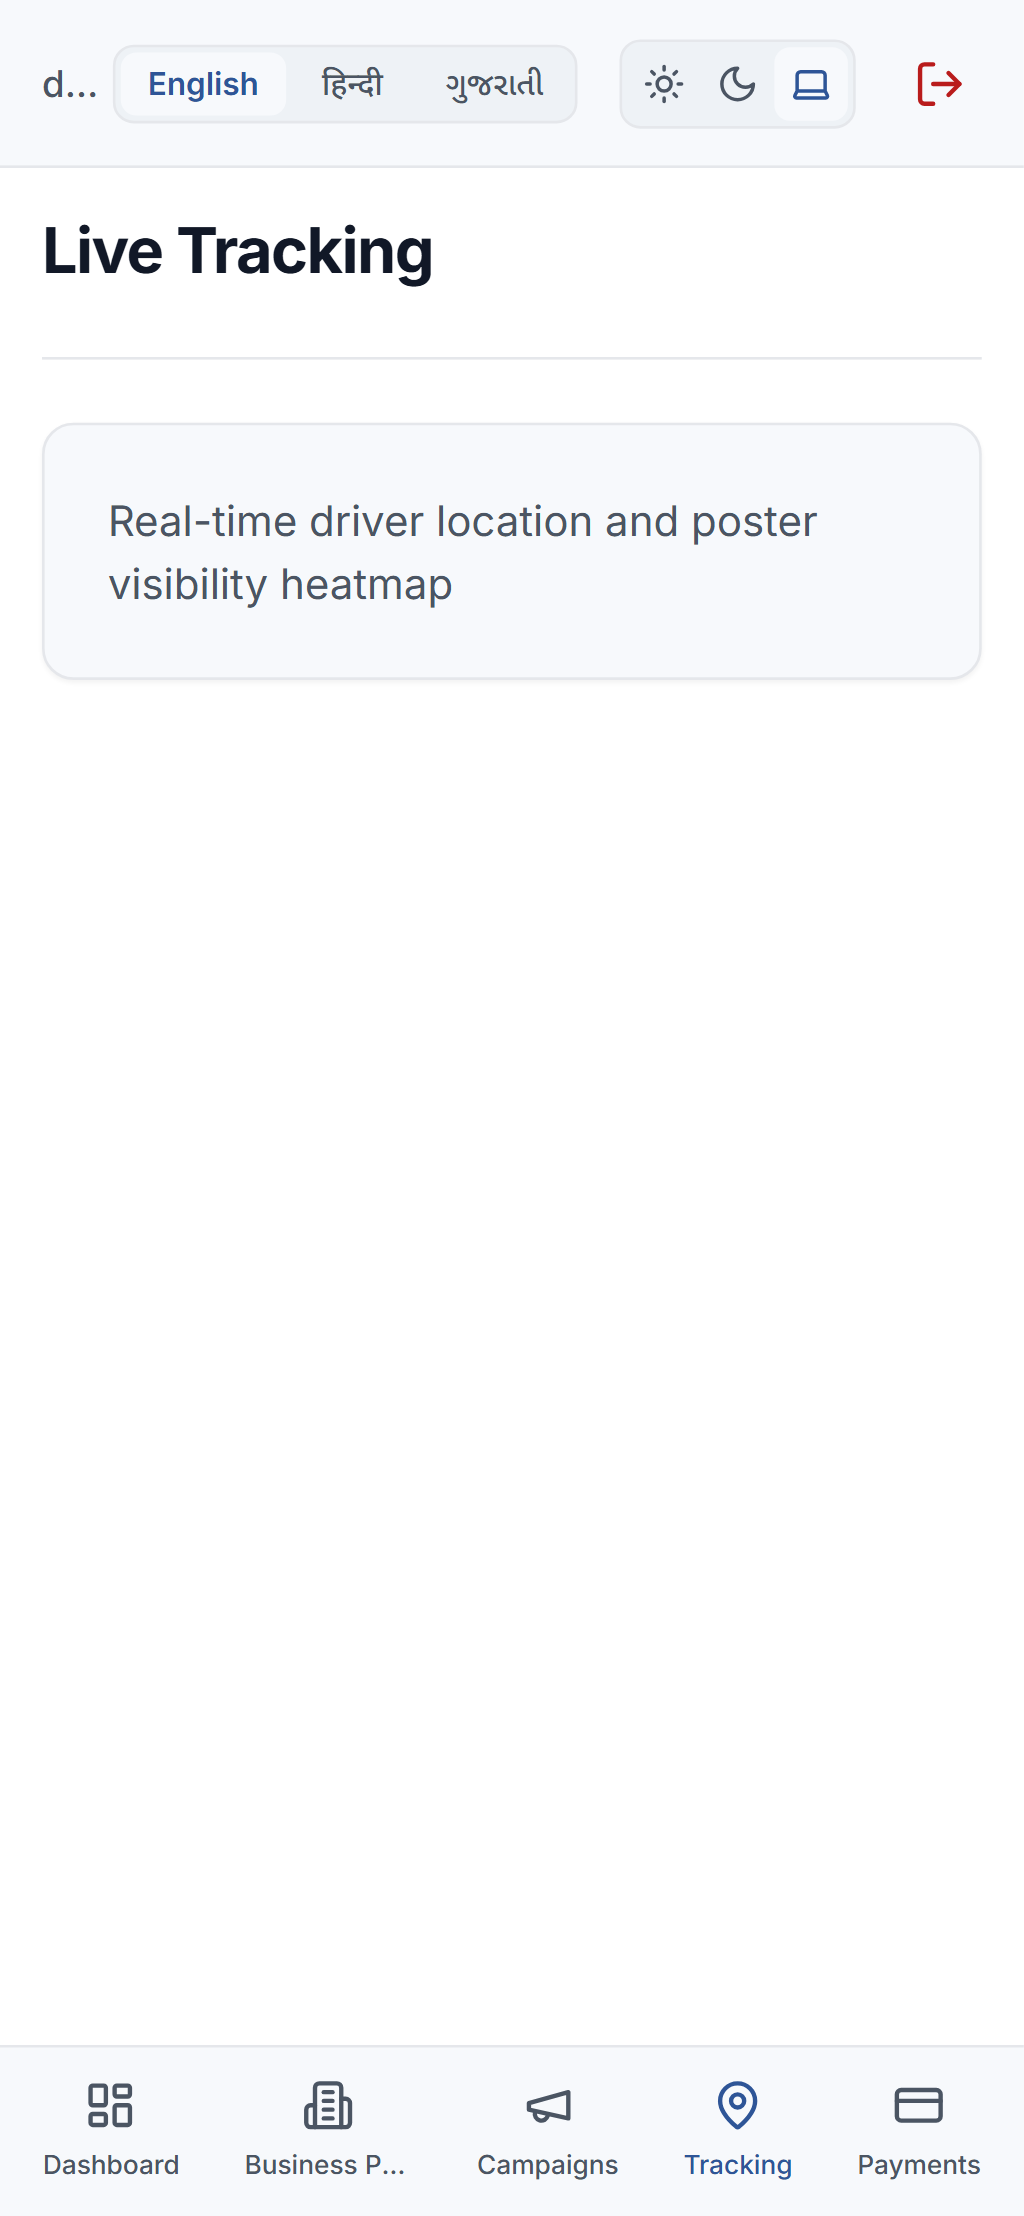 d...
English
हिन्दी
ગુજરાતી
Live Tracking
Real-time driver location and poster
visibility heatmap
Dashboard
Business P...
Campaigns
Tracking
Payments